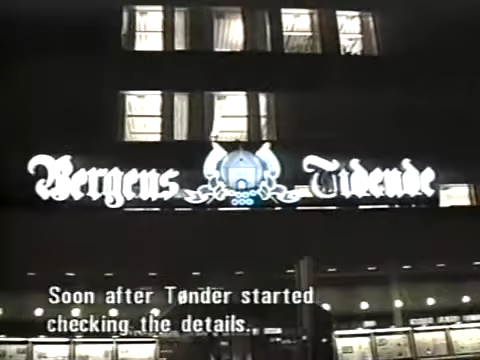 Bergens Tidende
Soon after Tønder started
checking the details.